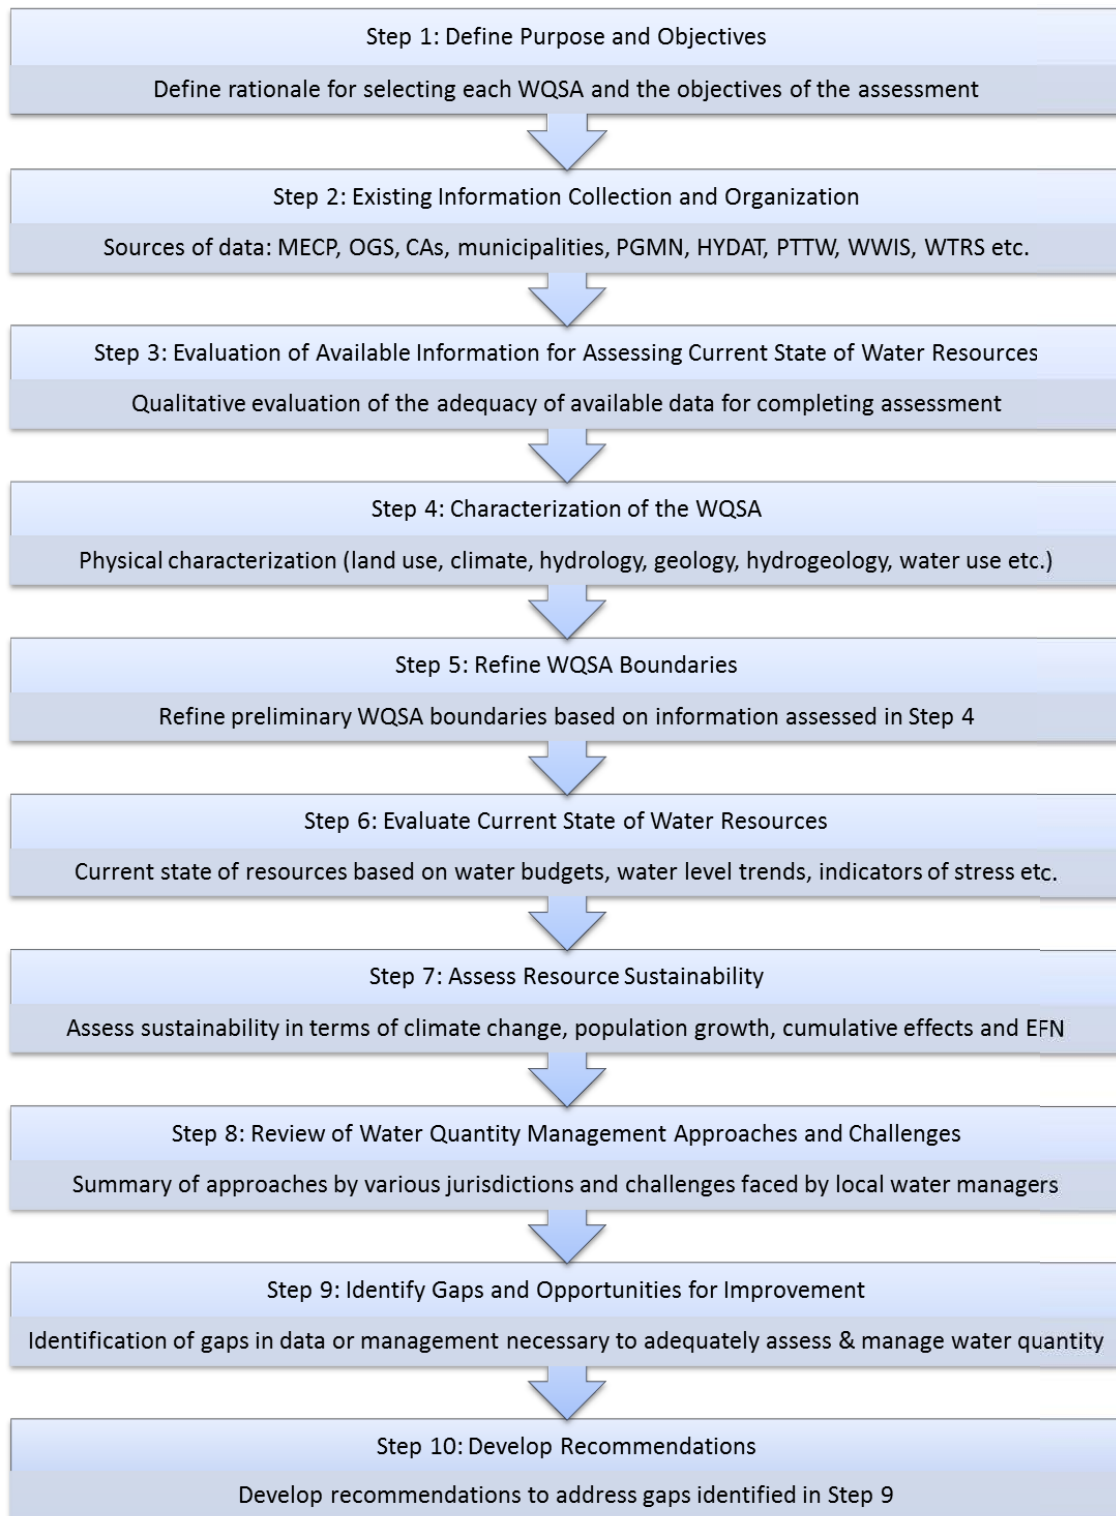 Step 1: Define Purpose and Objectives
Define rationale for selecting each WQSA and the objectives of the assessment
Step 2: Existing Information Collection and Organization
Sources of data: MECP, OGS, CAs, municipalities, PGMN, HYDAT, PTTW, WWIS, WTRS etc.
Step 3: Evaluation of Available Information for Assessing Current State of Water Resources
Qualitative evaluation of the adequacy of available data for completing assessment
Step 4: Characterization of the WQSA
Physical characterization (land use, climate, hydrology, geology, hydrogeology, water use etc.)
Step 5: Refine WQSA Boundaries
Refine preliminary WQSA boundaries based on information assessed in Step 4
Step 6: Evaluate Current State of Water Resources
Current state of resources based on water budgets, water level trends, indicators of stress etc.
Step 7: Assess Resource Sustainability
Assess sustainability in terms of climate change, population growth, cumulative effects and EFN
Step 8: Review of Water Quantity Management Approaches and Challenges
Summary of approaches by various jurisdictions and challenges faced by local water managers
Step 9: Identify Gaps and Opportunities for Improvement
Identification of gaps in data or management necessary to adequately assess & manage water quantity
Step 10: Develop Recommendations
Develop recommendations to address gaps identified in Step 9